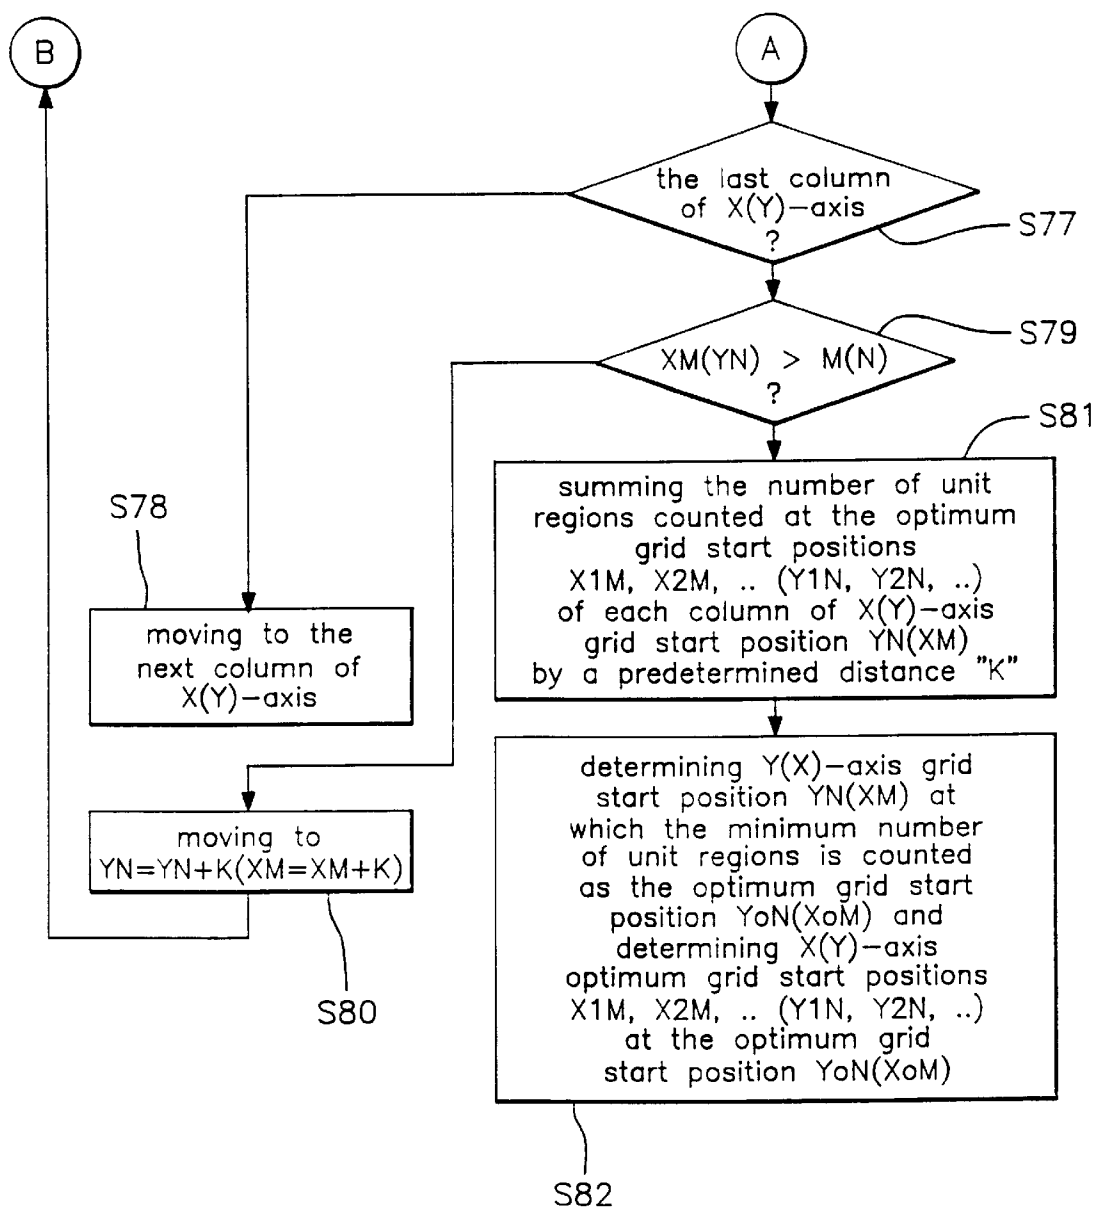 B
A
the last column
of X(Y)-axis
?
S77
XM(YN) > M(N)
?
S79
S81
summing the number of unit
regions counted at the optimum
grid start positions
X1M, X2M, .. (Y1N, Y2N, ..)
of each column of X(Y)-axis
grid start position YN(XM)
by a predetermined distance "K"
S78
moving to the
next column of
X(Y)-axis
moving to
YN=YN+K(XM=XM+K)
S80
determining Y(X)-axis grid
start position YN(XM) at
which the minimum number
of unit regions is counted
as the optimum grid start
position YoN(XoM) and
determining X(Y)-axis
optimum grid start positions
X1M, X2M, .. (Y1N, Y2N, ..)
at the optimum grid
start position YoN(XoM)
S82